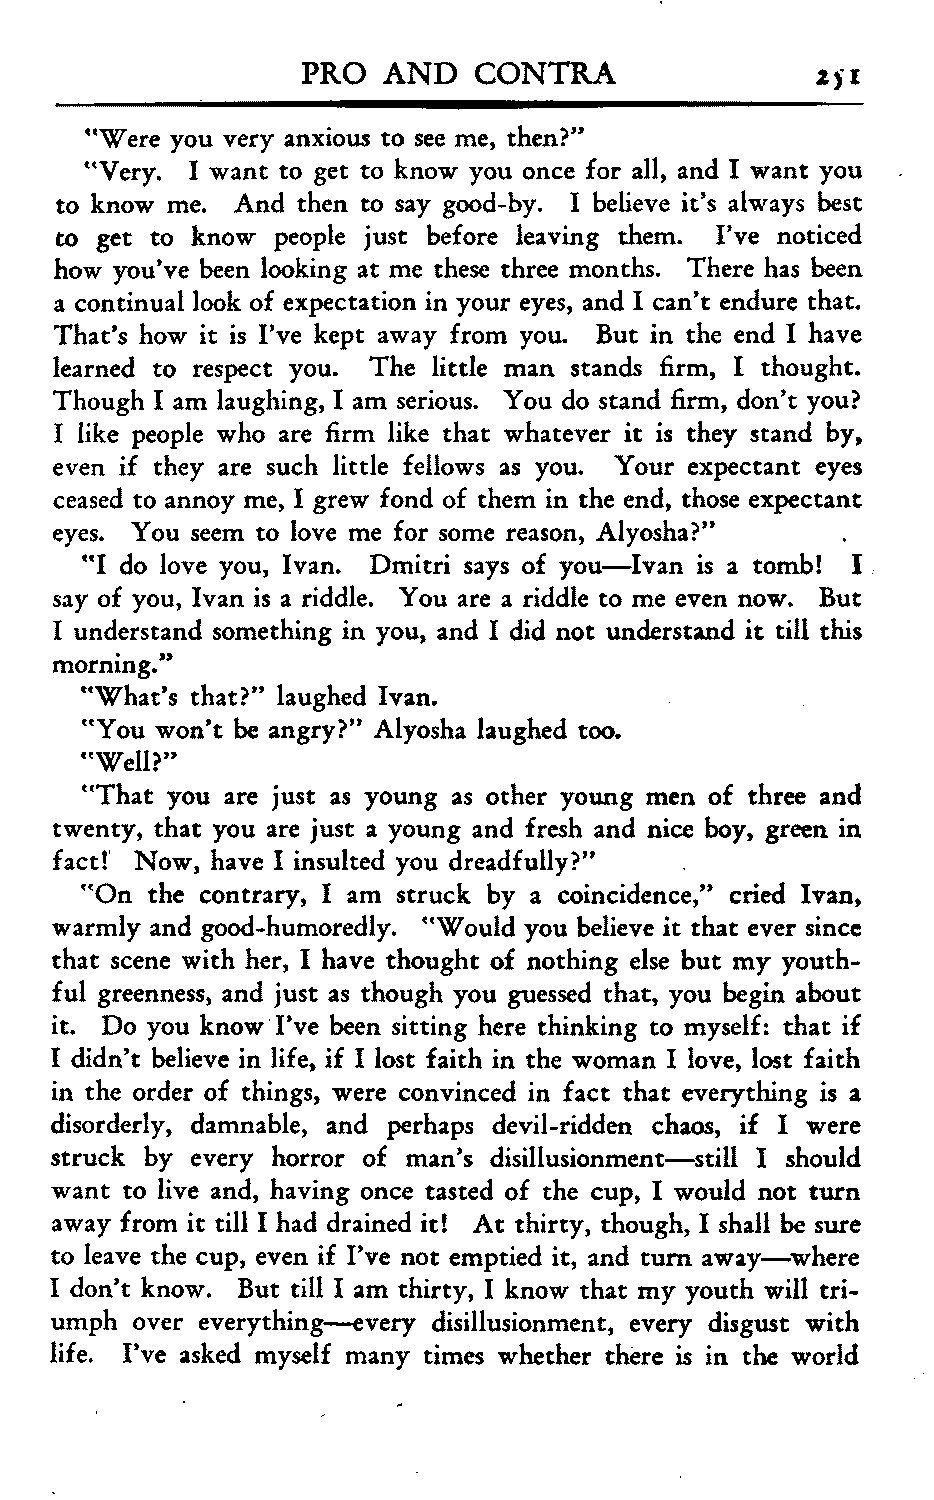 PRO AND CONTRA 251
"Were you very anxious to see me, then?"
"Very. I want to get to know you once for all, and I want you
to know me. And then to say good-by. I believe it's always best
to get to know people just before leaving them. I've noticed
how you've been looking at me these three months. There has been
a continual look of expectation in your eyes, and I can't endure that.
That's how it is I've kept away from you. But in the end I have
learned to respect you. The little man stands firm, I thought.
Though I am laughing, I am serious. You do stand firm, don't you?
I like people who are firm like that whatever it is they stand by,
even if they are such little fellows as you. Your expectant eyes
ceased to annoy me, I grew fond of them in the end, those expectant
eyes. You seem to love me for some reason, Alyosha?"
"I do love you, Ivan. Dmitri says of you—Ivan is a tomb! I
say of you, Ivan is a riddle. You are a riddle to me even now. But
I understand something in you, and I did not understand it till this
morning."
"What's that?" laughed Ivan.
"You won't be angry?" Alyosha laughed too.
"Well?"
"That you are just as young as other young men of three and
twenty, that you are just a young and fresh and nice boy, green in
fact! Now, have I insulted you dreadfully?"
"On the contrary, I am struck by a coincidence," cried Ivan,
warmly and good-humoredly. "Would you believe it that ever since
that scene with her, I have thought of nothing else but my youth-
ful greenness, and just as though you guessed that, you begin about
it. Do you know I've been sitting here thinking to myself: that if
I didn't believe in life, if I lost faith in the woman I love, lost faith
in the order of things, were convinced in fact that everything is a
disorderly, damnable, and perhaps devil-ridden chaos, if I were
struck by every horror of man's disillusionment—still I should
want to live and, having once tasted of the cup, I would not turn
away from it till I had drained it! At thirty, though, I shall be sure
to leave the cup, even if I've not emptied it, and turn away—where
I don't know. But till I am thirty, I know that my youth will tri-
umph over everything—every disillusionment, every disgust with
life. I've asked myself many times whether there is in the world